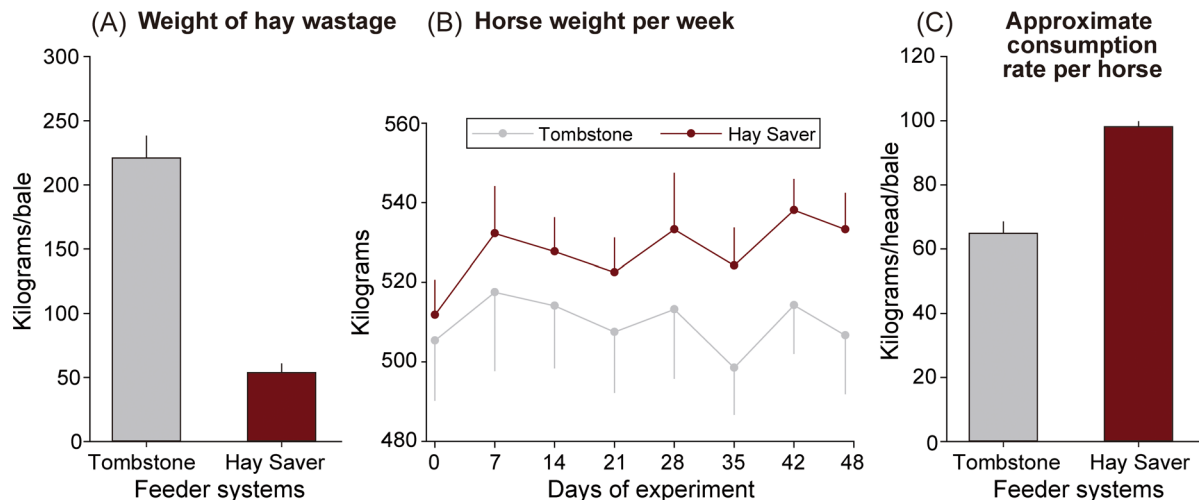 (A) Weight of hay wastage
300
250
200
150
100
50
0
Kilograms/bale
Tombstone Hay Saver
Feeder systems
(B) Horse weight per week
Tombstone Hay Saver
560
540
520
500
480
Kilograms
0 7 14 21 28 35 42 48
Days of experiment
(C) Approximate
consumption
rate per horse
120
100
80
60
40
20
0
Kilograms/head/bale
Tombstone Hay Saver
Feeder systems